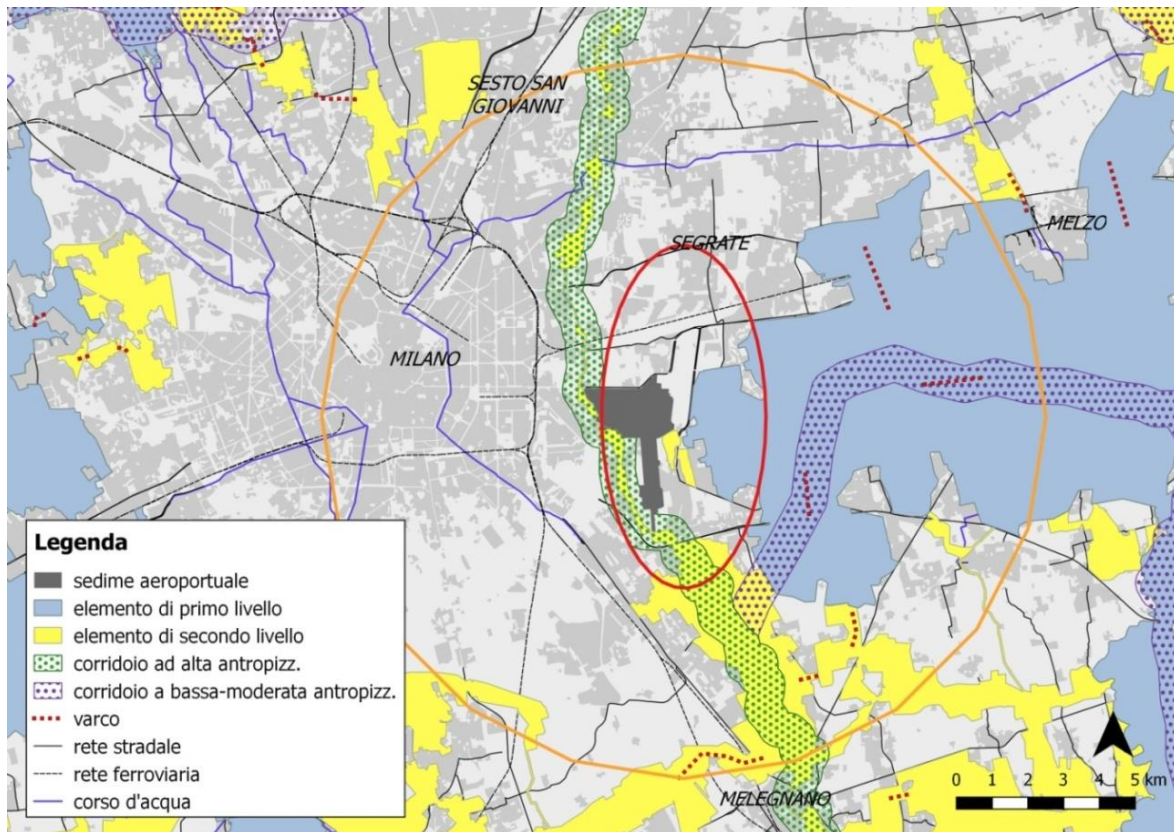 SESTO SAN
GIOVANNI
SEGRATE
MELZO
MILANO
Legenda
sedime aeroportuale
elemento di primo livello
elemento di secondo livello
corridoio ad alta antropizz.
corridoio a bassa-moderata antropizz.
varco
rete stradale
rete ferroviaria
corso d'acqua
MELEGNANO
0 1 2 3 4 5 km